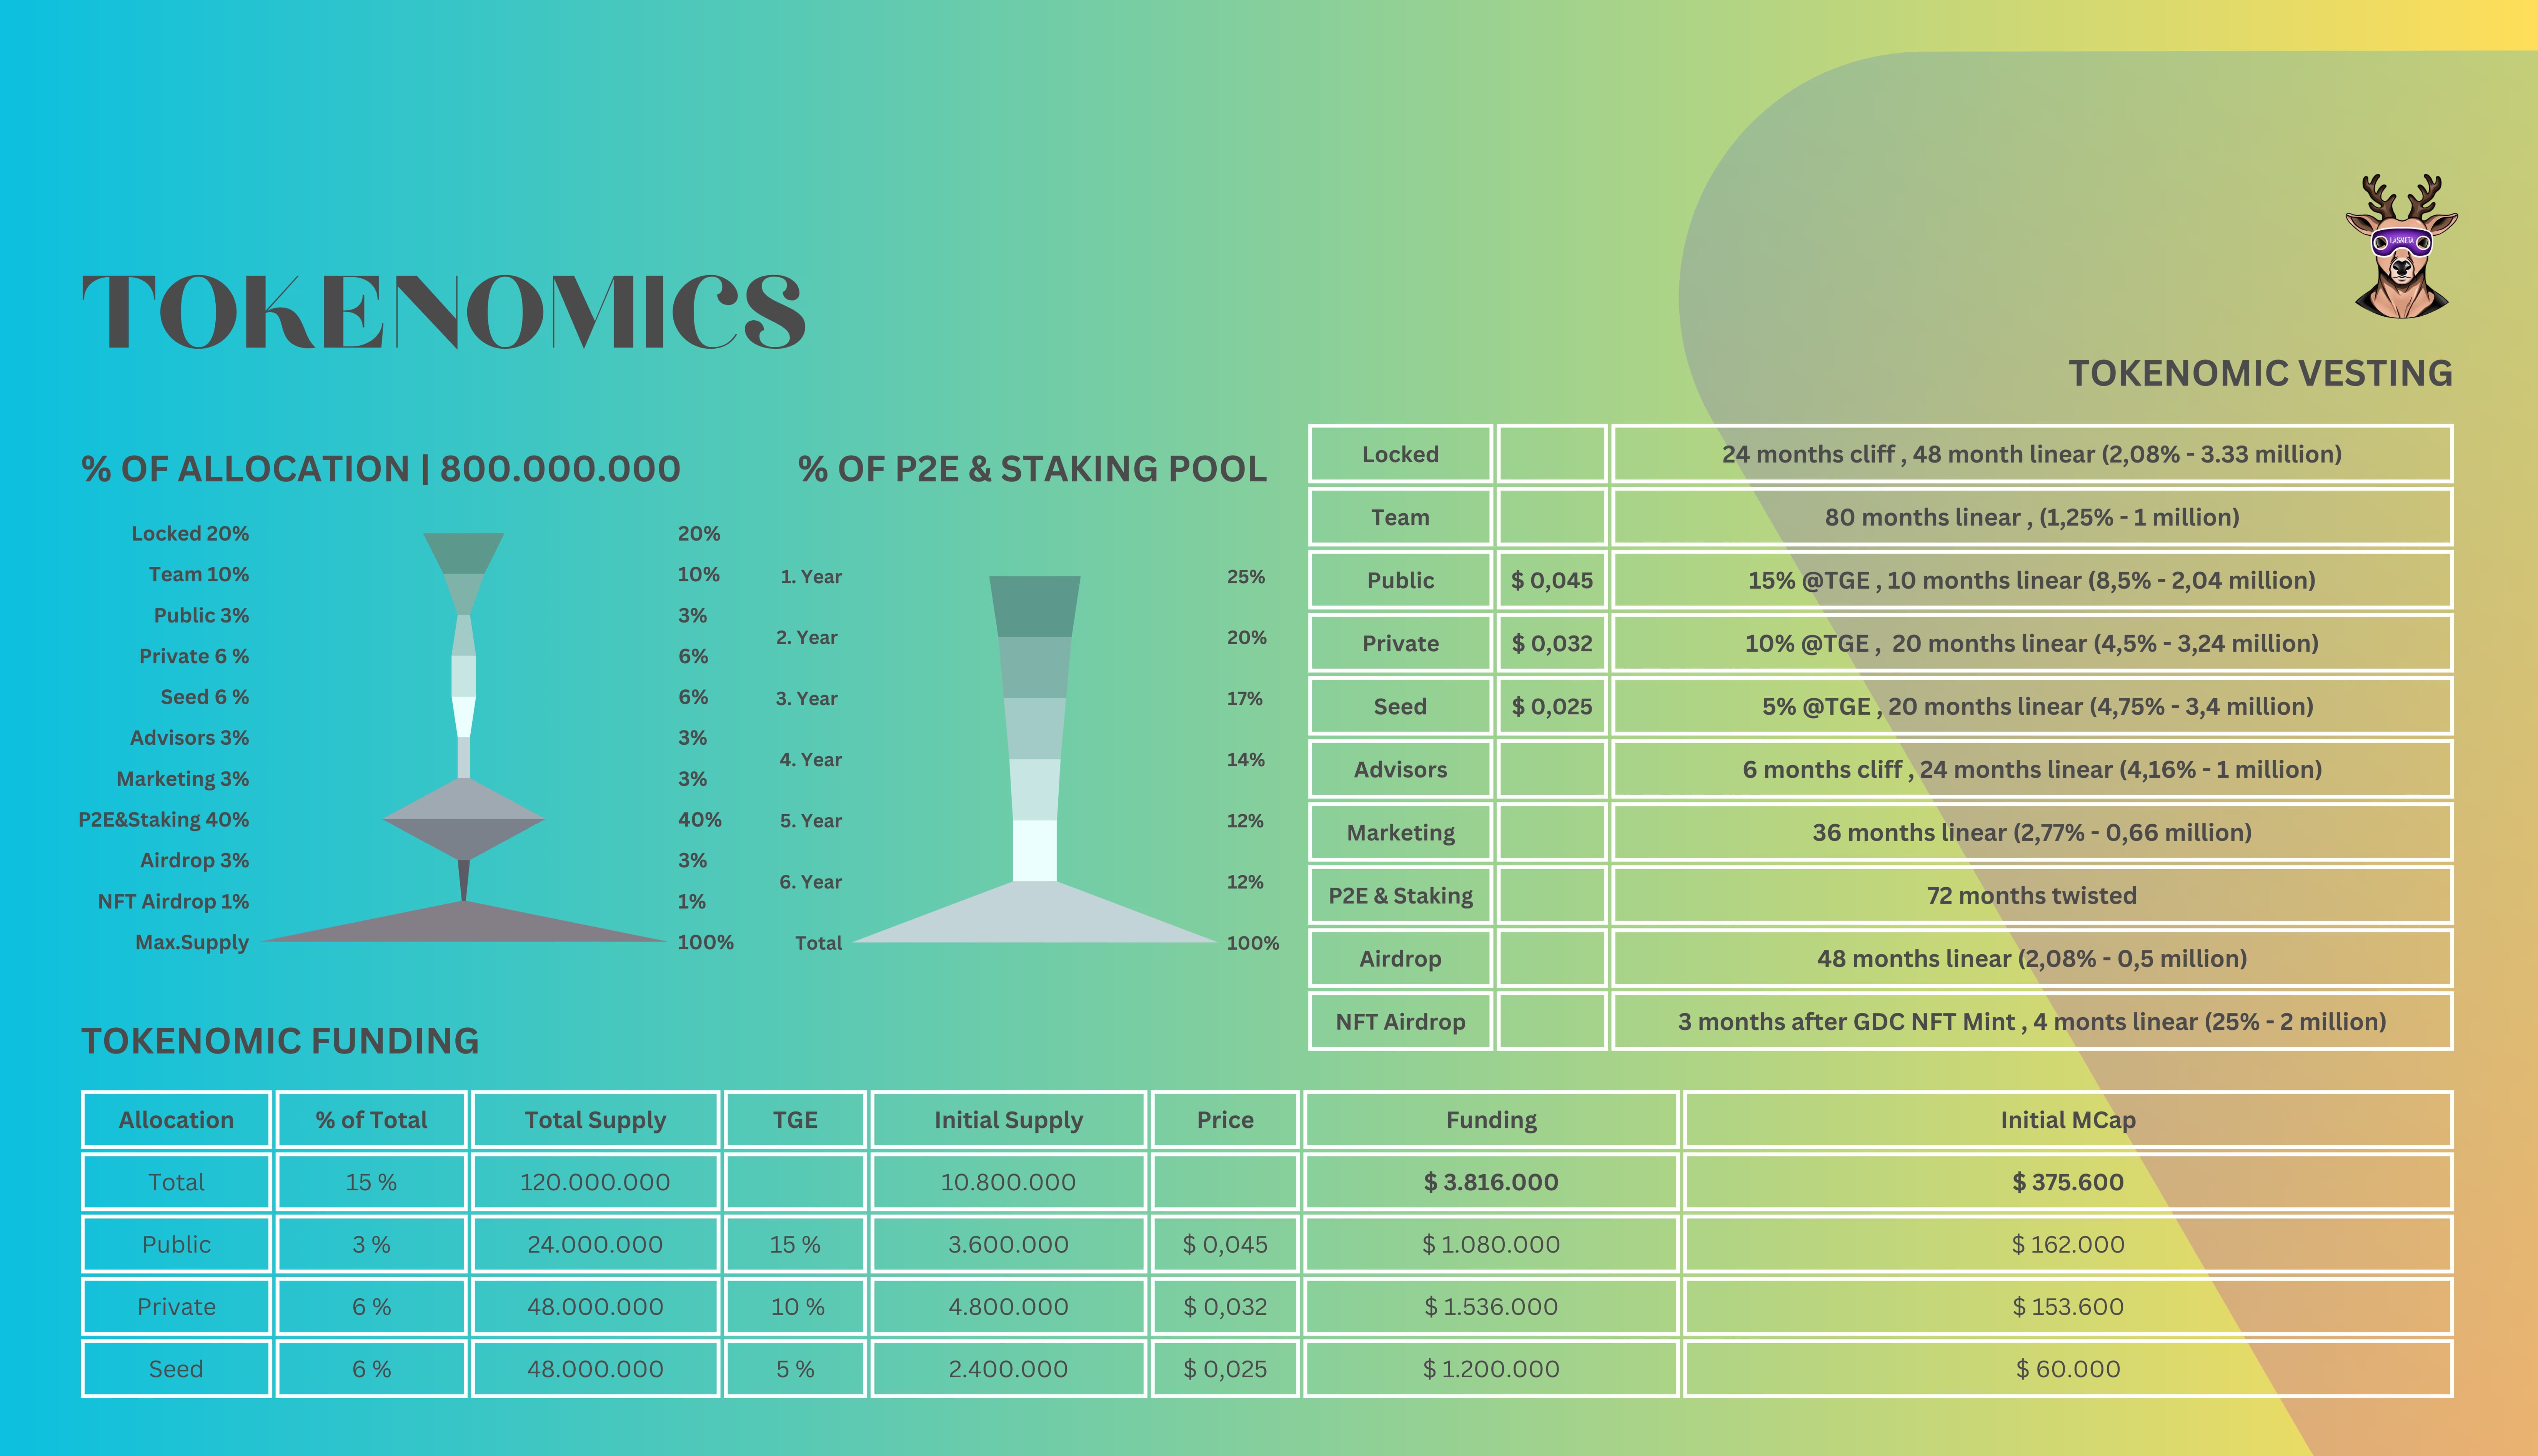 LASMETA
TOKENOMICS
% OF ALLOCATION | 800.000.000
Locked 20% 20%
Team 10% 10%
Public 3% 3%
Private 6 % 6%
Seed 6 % 6%
Advisors 3% 3%
Marketing 3% 3%
P2E&Staking 40% 40%
Airdrop 3% 3%
NFT Airdrop 1% 1%
Max.Supply 100%
% OF P2E & STAKING POOL
1. Year 25%
2. Year 20%
3. Year 17%
4. Year 14%
5. Year 12%
6. Year 12%
Total 100%
TOKENOMIC VESTING
Locked 24 months cliff , 48 month linear (2,08% - 3.33 million)
Team 80 months linear , (1,25% - 1 million)
Public $ 0,045 15% @TGE , 10 months linear (8,5% - 2,04 million)
Private $ 0,032 10% @TGE , 20 months linear (4,5% - 3,24 million)
Seed $ 0,025 5% @TGE , 20 months linear (4,75% - 3,4 million)
Advisors 6 months cliff , 24 months linear (4,16% - 1 million)
Marketing 36 months linear (2,77% - 0,66 million)
P2E & Staking 72 months twisted
Airdrop 48 months linear (2,08% - 0,5 million)
NFT Airdrop 3 months after GDC NFT Mint , 4 monts linear (25% - 2 million)
TOKENOMIC FUNDING
Allocation % of Total Total Supply TGE Initial Supply Price Funding Initial MCap
Total 15 % 120.000.000 10.800.000 $ 3.816.000 $ 375.600
Public 3 % 24.000.000 15 % 3.600.000 $ 0,045 $ 1.080.000 $ 162.000
Private 6 % 48.000.000 10 % 4.800.000 $ 0,032 $ 1.536.000 $ 153.600
Seed 6 % 48.000.000 5 % 2.400.000 $ 0,025 $ 1.200.000 $ 60.000